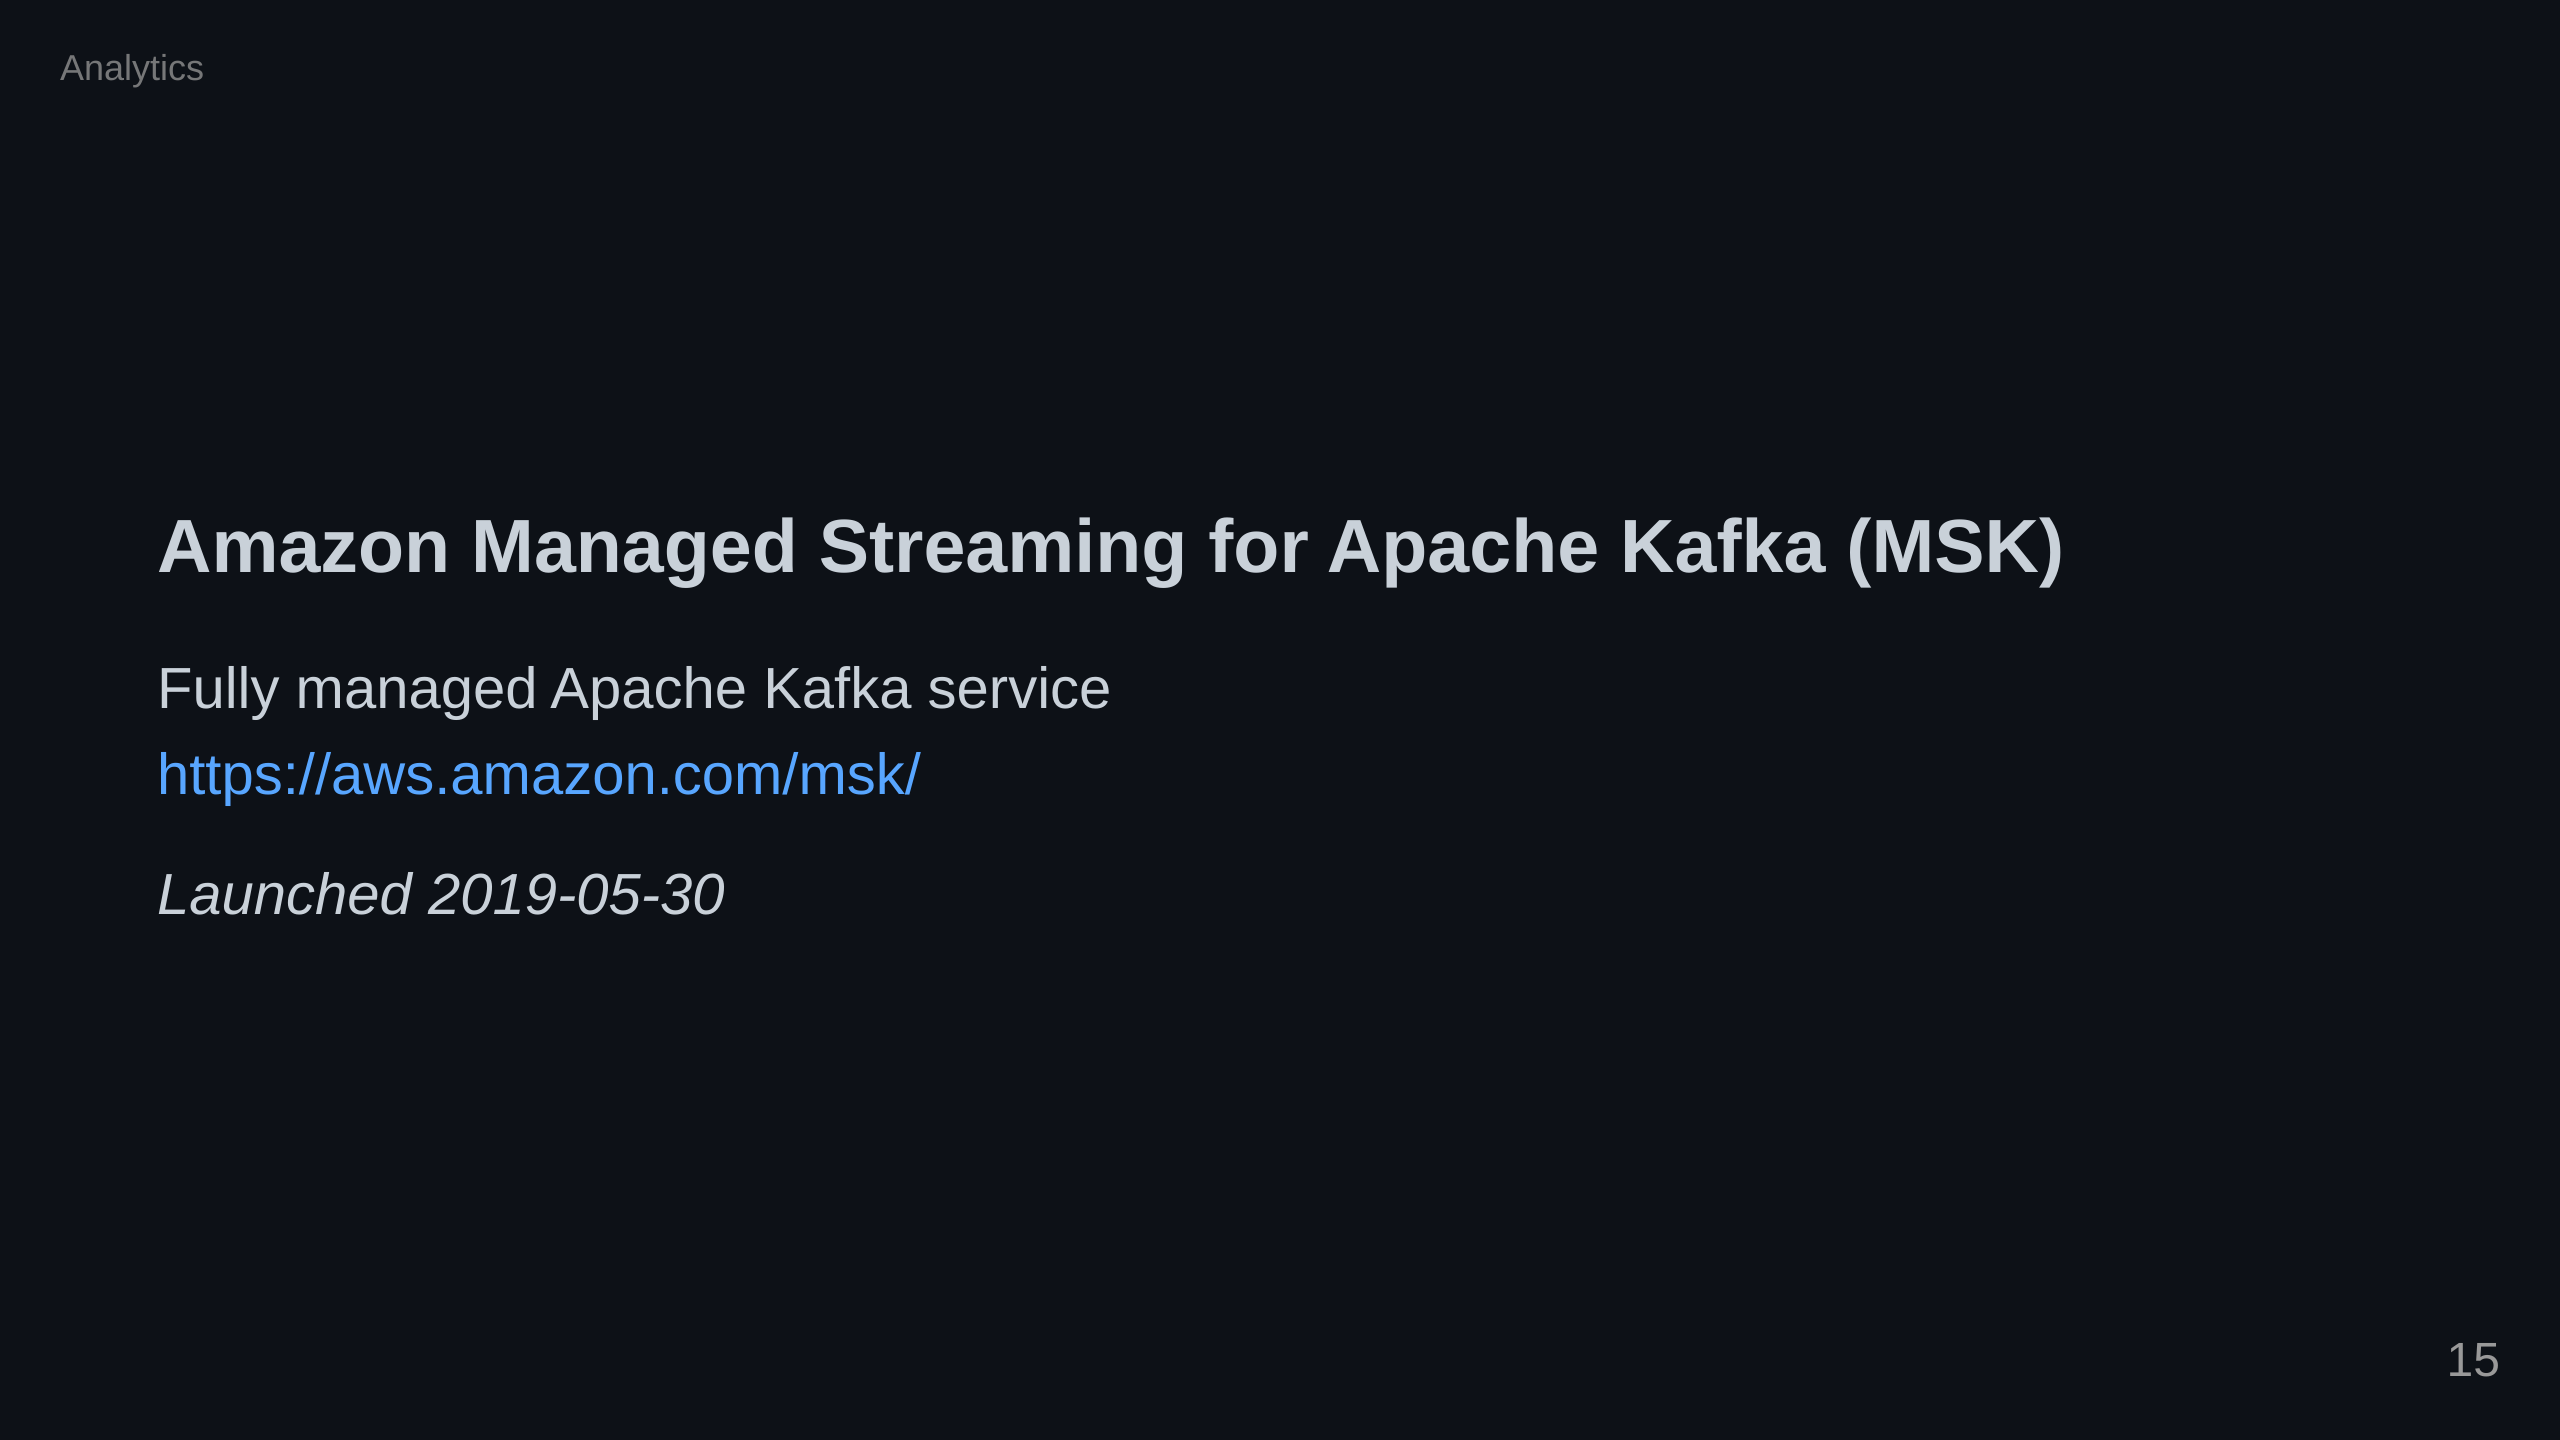 Analytics
Amazon Managed Streaming for Apache Kafka (MSK)
Fully managed Apache Kafka service
https://aws.amazon.com/msk/
Launched 2019-05-30
15